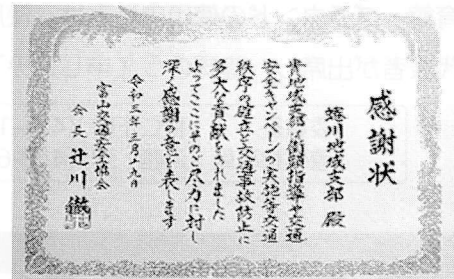 感謝状
蜷川地域支部 殿
貴地域支部は街頭指導や交通
安全キャンペーンの実施等交通
秩序の確立と交通事故防止に
多大な貢献をされました
よってここにそのご尽力に対し
深く感謝の意を表します
令和三年三月十九日
富山交通安全協会
会長 辻川 徹